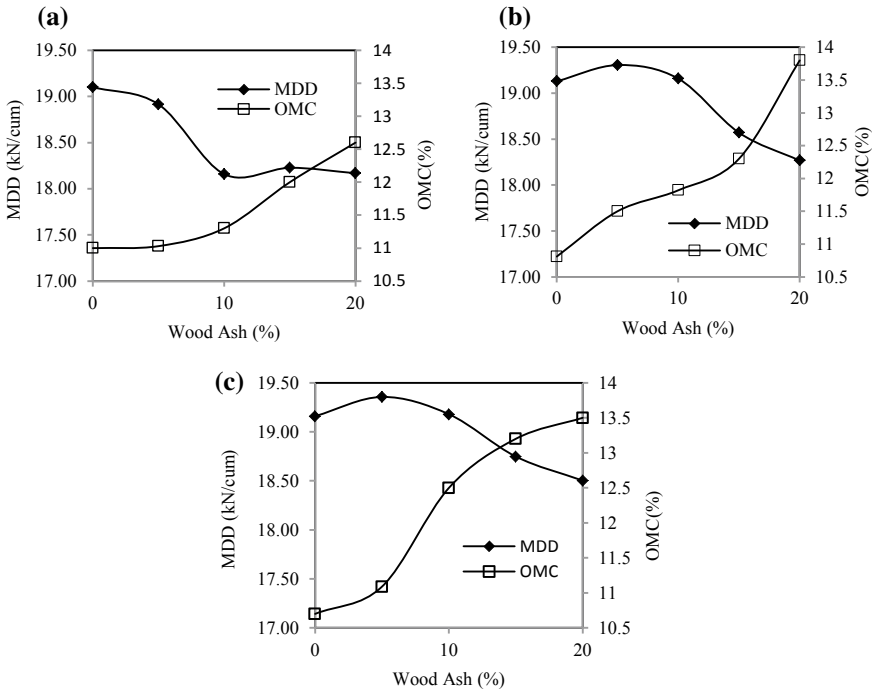 (a)
19.50
19.00
18.50
18.00
17.50
17.00
MDD (kN/cum)
MDD
OMC
14
13.5
13
12.5
12
11.5
11
10.5
OMC(%)
0
10
20
Wood Ash (%)
(b)
19.50
19.00
18.50
18.00
17.50
17.00
MDD (kN/cum)
MDD
OMC
14
13.5
13
12.5
12
11.5
11
10.5
OMC(%)
0
10
20
Wood Ash (%)
(c)
19.50
19.00
18.50
18.00
17.50
17.00
MDD (kN/cum)
MDD
OMC
14
13.5
13
12.5
12
11.5
11
10.5
OMC(%)
0
10
20
Wood Ash (%)